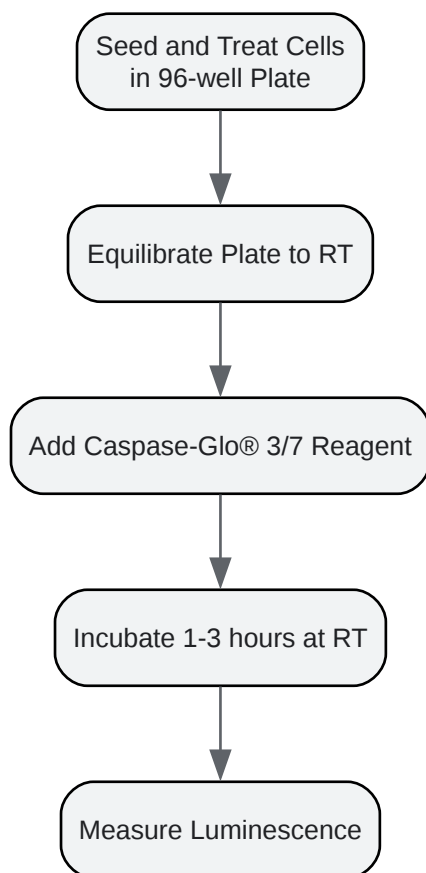 Seed and Treat Cells
in 96-well Plate
Equilibrate Plate to RT
Add Caspase-Glo® 3/7 Reagent
Incubate 1-3 hours at RT
Measure Luminescence